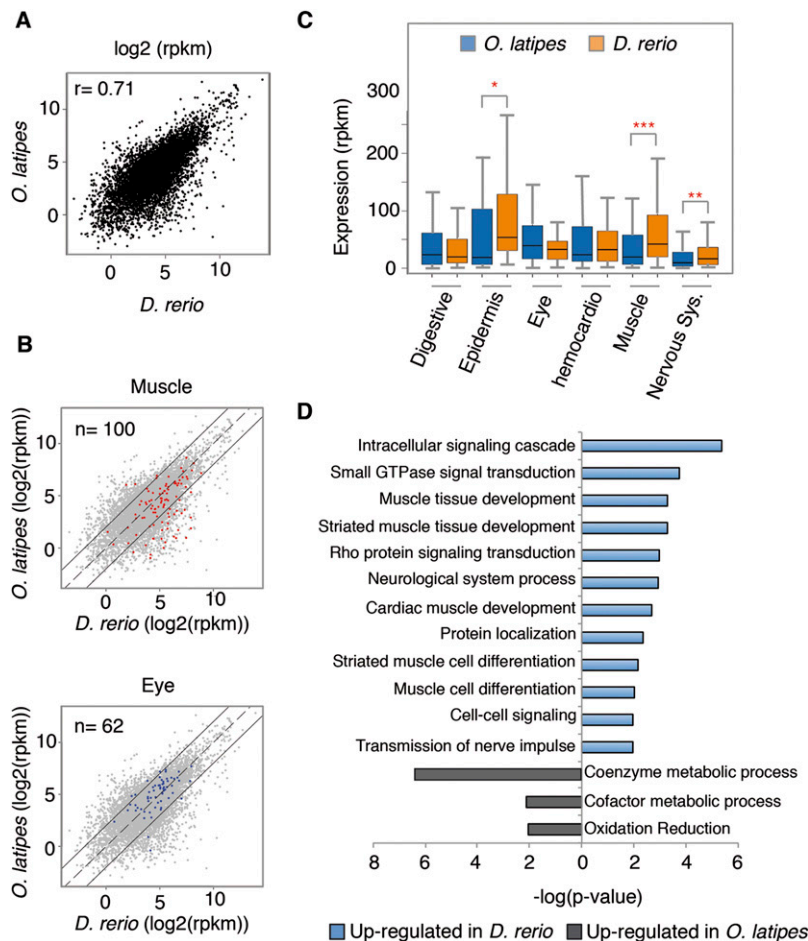 A
log2 (rpkm)
r= 0.71
O. latipes
10
5
0
0 5 10
D. rerio
B
Muscle
n= 100
O. latipes (log2(rpkm))
10
5
0
0 5 10
D. rerio (log2(rpkm))
Eye
n= 62
O. latipes (log2(rpkm))
10
5
0
0 5 10
D. rerio (log2(rpkm))
C
O. latipes D. rerio
Expression (rpkm)
300
200
100
0
*
***
**
Digestive
Epidermis
Eye
hemocardio
Muscle
Nervous Sys.
D
Intracellular signaling cascade
Small GTPase signal transduction
Muscle tissue development
Striated muscle tissue development
Rho protein signaling transduction
Neurological system process
Cardiac muscle development
Protein localization
Striated muscle cell differentiation
Muscle cell differentiation
Cell-cell signaling
Transmission of nerve impulse
Coenzyme metabolic process
Cofactor metabolic process
Oxidation Reduction
8 6 4 2 0 2 4 6
-log(p-value)
Up-regulated in D. rerio Up-regulated in O. latipes